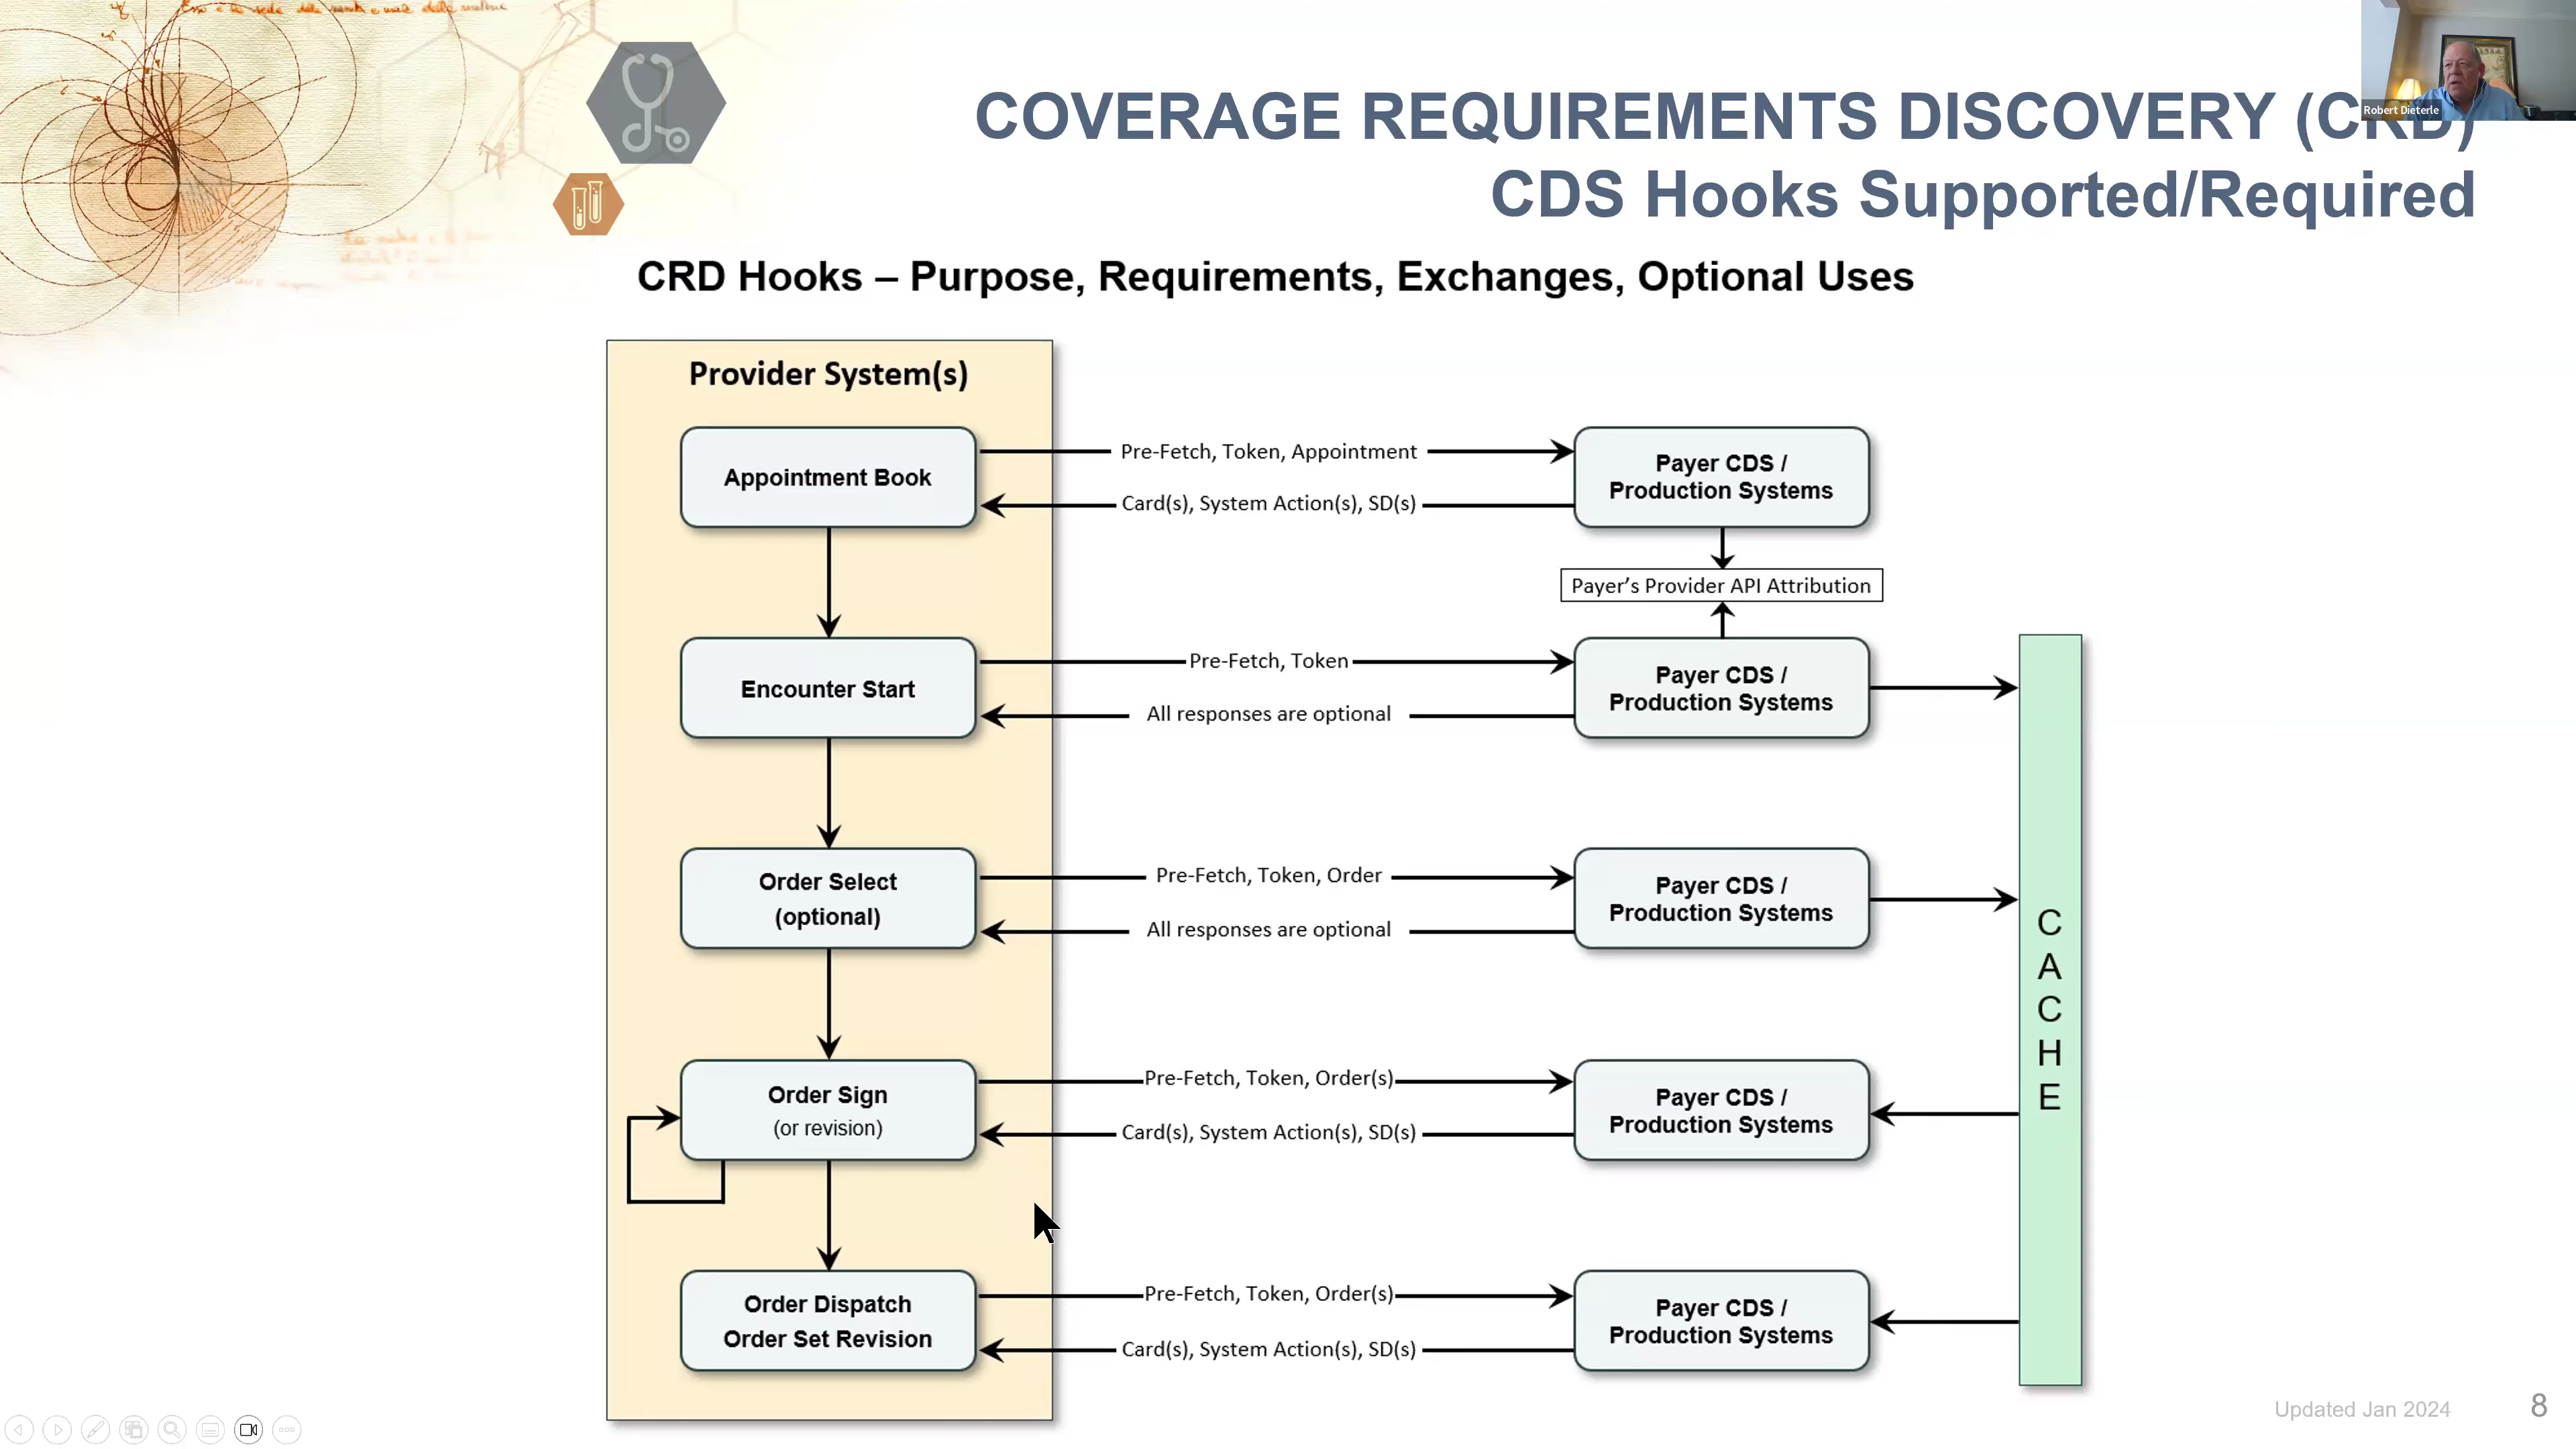 Robert Dieterle
COVERAGE REQUIREMENTS DISCOVERY (CRD)
CDS Hooks Supported/Required
CRD Hooks – Purpose, Requirements, Exchanges, Optional Uses
Provider System(s)
Appointment Book
Pre-Fetch, Token, Appointment
Card(s), System Action(s), SD(s)
Payer CDS /
Production Systems
Payer's Provider API Attribution
Encounter Start
Pre-Fetch, Token
All responses are optional
Payer CDS /
Production Systems
Order Select
(optional)
Pre-Fetch, Token, Order
All responses are optional
Payer CDS /
Production Systems
CACHE
Order Sign
(or revision)
Pre-Fetch, Token, Order(s)
Card(s), System Action(s), SD(s)
Payer CDS /
Production Systems
Order Dispatch
Order Set Revision
Pre-Fetch, Token, Order(s)
Card(s), System Action(s), SD(s)
Payer CDS /
Production Systems
Updated Jan 2024
8